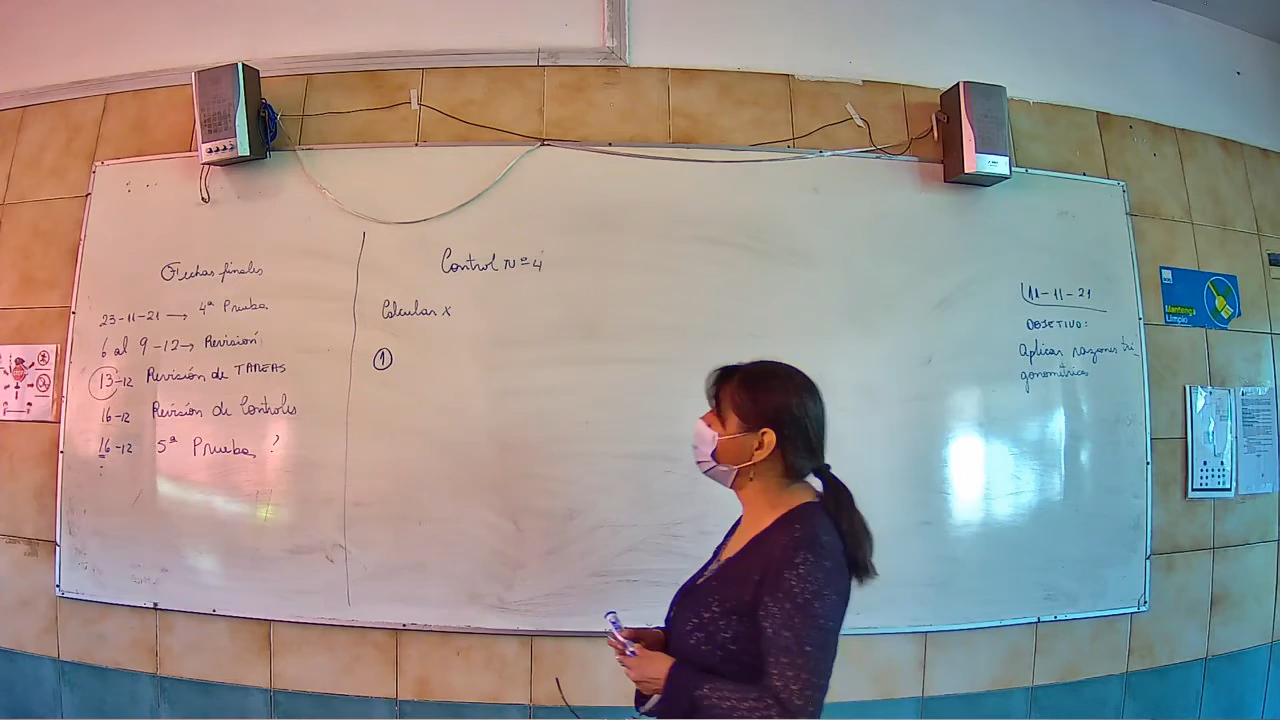 Fechas finales
23-11-21 → 4ª Prueba
6 al 9-12 → Revisión
13-12 Revisión de TAREAS
16-12 Revisión de Controles
16-12 5ª Prueba ?
Control Nº 4
Calcular x
1
11-11-21
OBJETIVO:
Aplicar razones tri-
gonométricas
Mantenga
Limpio